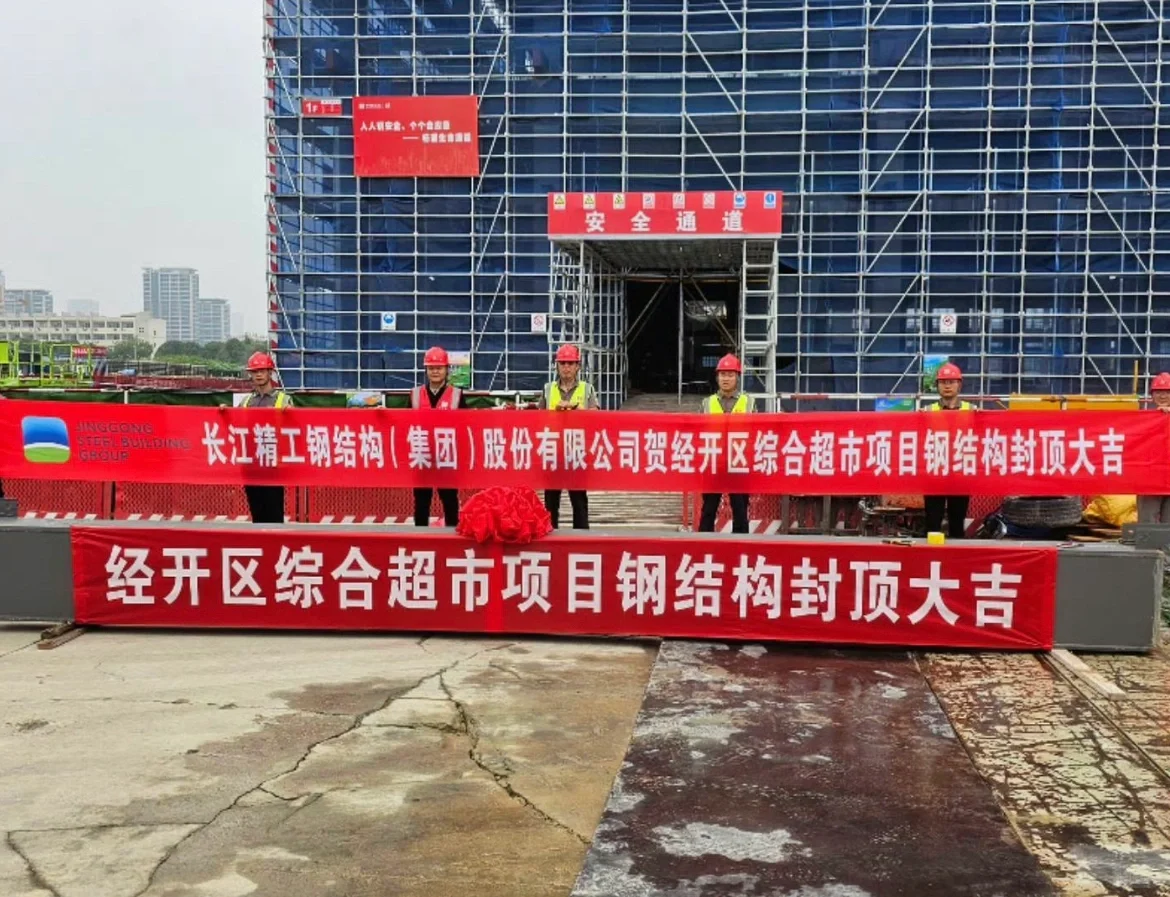 1F
人人讲安全、个个会应急
安全通道
JINGGONG
STEEL BUILDING
GROUP
长江精工钢结构(集团)股份有限公司贺经开区综合超市项目钢结构封顶大吉
经开区综合超市项目钢结构封顶大吉